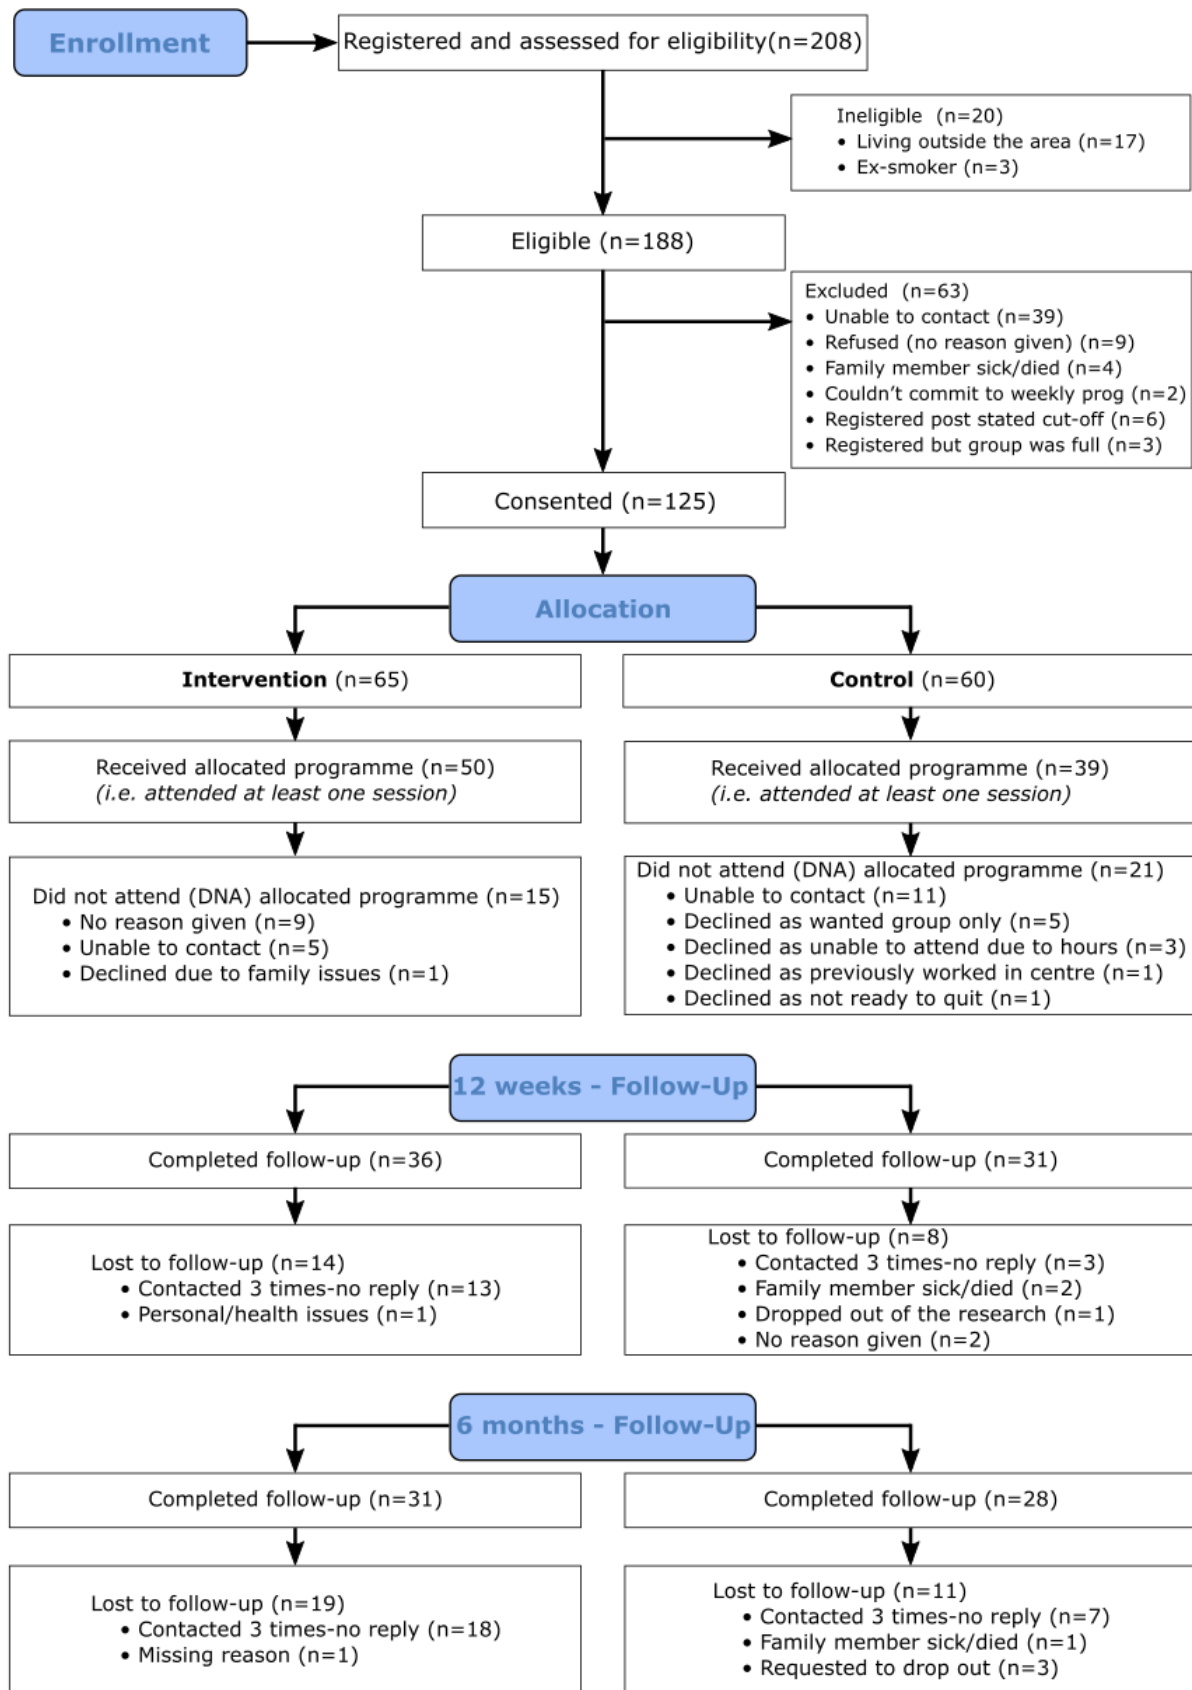 Enrollment
Registered and assessed for eligibility(n=208)
Ineligible (n=20)
• Living outside the area (n=17)
• Ex-smoker (n=3)
Eligible (n=188)
Excluded (n=63)
• Unable to contact (n=39)
• Refused (no reason given) (n=9)
• Family member sick/died (n=4)
• Couldn't commit to weekly prog (n=2)
• Registered post stated cut-off (n=6)
• Registered but group was full (n=3)
Consented (n=125)
Allocation
Intervention (n=65)
Control (n=60)
Received allocated programme (n=50)
(i.e. attended at least one session)
Received allocated programme (n=39)
(i.e. attended at least one session)
Did not attend (DNA) allocated programme (n=15)
• No reason given (n=9)
• Unable to contact (n=5)
• Declined due to family issues (n=1)
Did not attend (DNA) allocated programme (n=21)
• Unable to contact (n=11)
• Declined as wanted group only (n=5)
• Declined as unable to attend due to hours (n=3)
• Declined as previously worked in centre (n=1)
• Declined as not ready to quit (n=1)
12 weeks - Follow-Up
Completed follow-up (n=36)
Completed follow-up (n=31)
Lost to follow-up (n=14)
• Contacted 3 times-no reply (n=13)
• Personal/health issues (n=1)
Lost to follow-up (n=8)
• Contacted 3 times-no reply (n=3)
• Family member sick/died (n=2)
• Dropped out of the research (n=1)
• No reason given (n=2)
6 months - Follow-Up
Completed follow-up (n=31)
Completed follow-up (n=28)
Lost to follow-up (n=19)
• Contacted 3 times-no reply (n=18)
• Missing reason (n=1)
Lost to follow-up (n=11)
• Contacted 3 times-no reply (n=7)
• Family member sick/died (n=1)
• Requested to drop out (n=3)